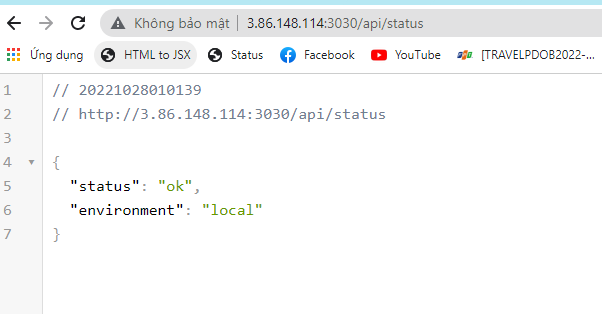 Không bảo mật | 3.86.148.114:3030/api/status
Ứng dụng HTML to JSX Status Facebook YouTube [TRAVELPDOB2022-...
1 // 20221028010139
2 // http://3.86.148.114:3030/api/status
3
4 {
5 "status": "ok",
6 "environment": "local"
7 }